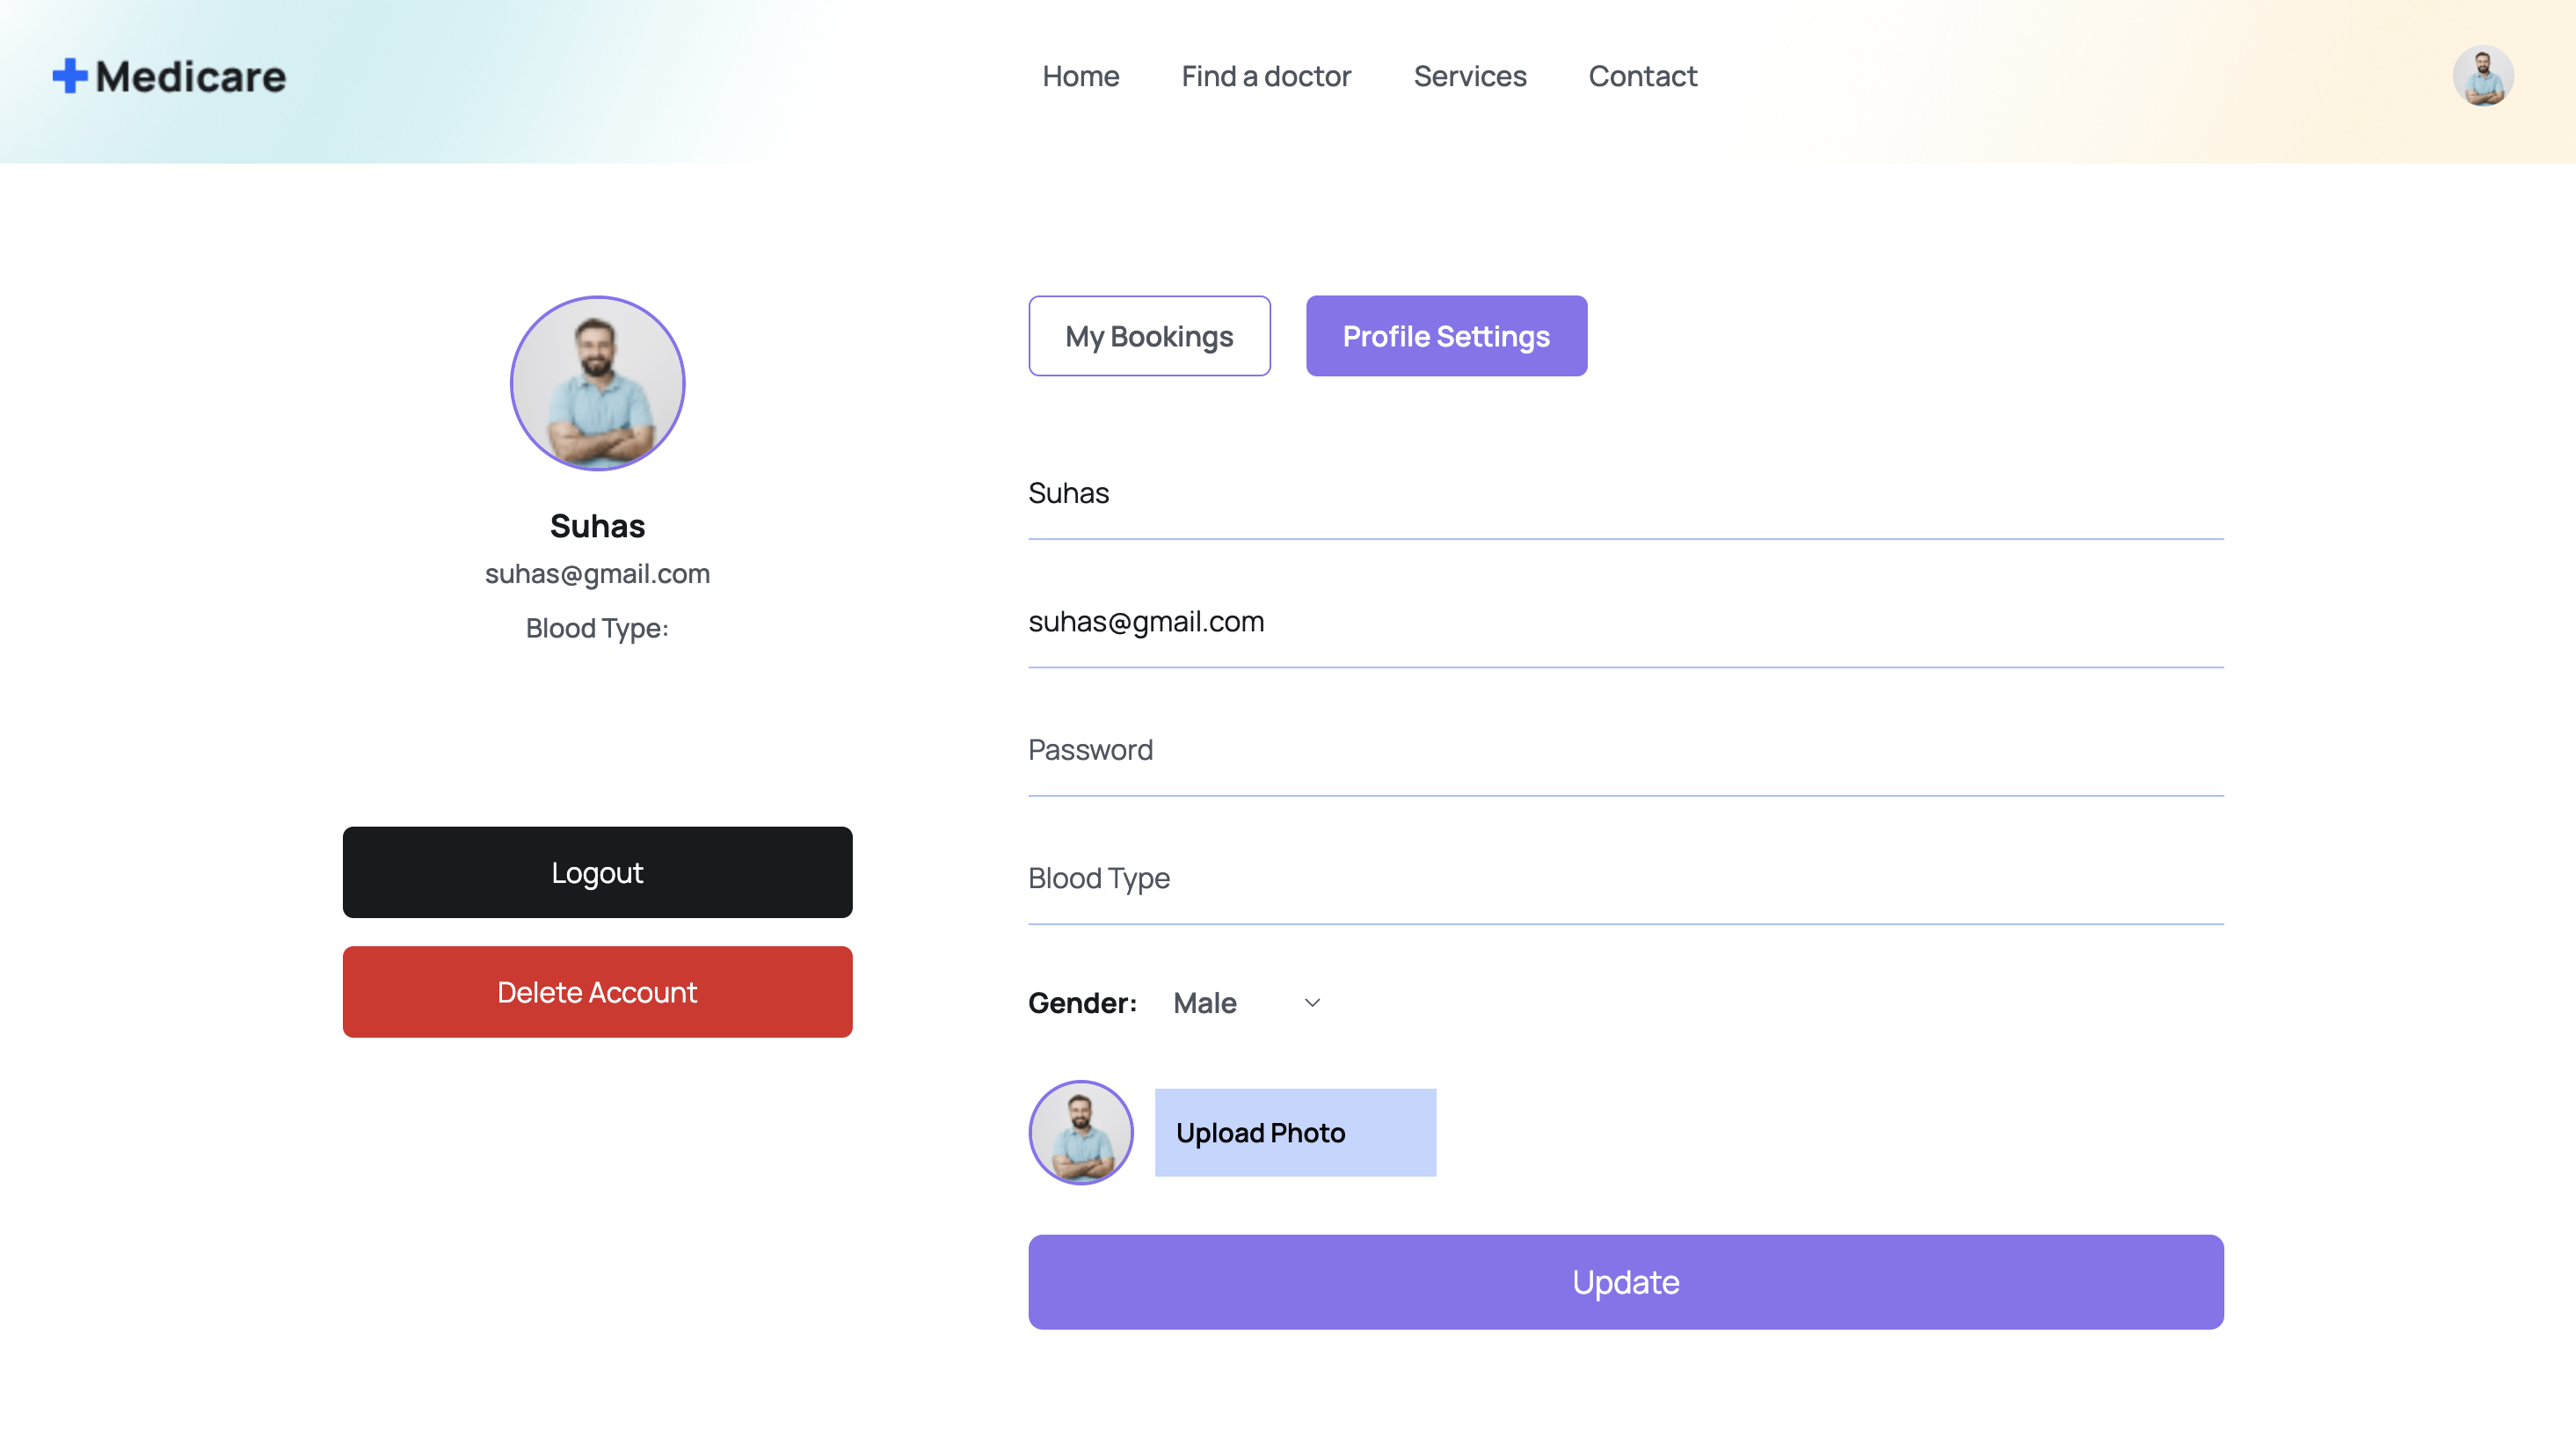 Medicare
Home
Find a doctor
Services
Contact
Suhas
suhas@gmail.com
Blood Type:
Logout
Delete Account
My Bookings
Profile Settings
Suhas
suhas@gmail.com
Password
Blood Type
Gender: Male
Upload Photo
Update